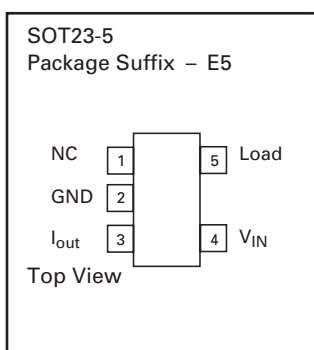 SOT23-5
Package Suffix – E5
NC 1 5 Load
GND 2
Iout 3 4 VIN
Top View